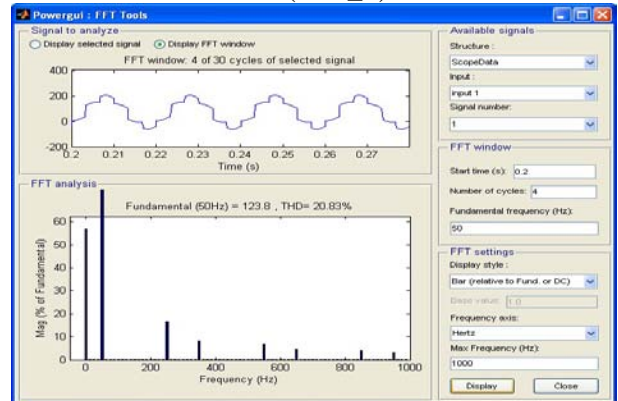 Powergui : FFT Tools
Signal to analyze
Display selected signal Display FFT window
FFT window: 4 of 30 cycles of selected signal
400
200
0
-200
0.2 0.21 0.22 0.23 0.24 0.25 0.26 0.27
Time (s)
FFT analysis
Fundamental (50Hz) = 123.8 , THD= 20.83%
60
50
40
30
20
10
0
Mag (% of Fundamental)
0 200 400 600 800 1000
Frequency (Hz)
Available signals
Structure :
ScopeData
Input :
input 1
Signal number:
1
FFT window
Start time (s): 0.2
Number of cycles: 4
Fundamental frequency (Hz):
50
FFT settings
Display style :
Bar (relative to Fund. or DC)
Base value: 1.0
Frequency axis:
Hertz
Max Frequency (Hz):
1000
Display Close